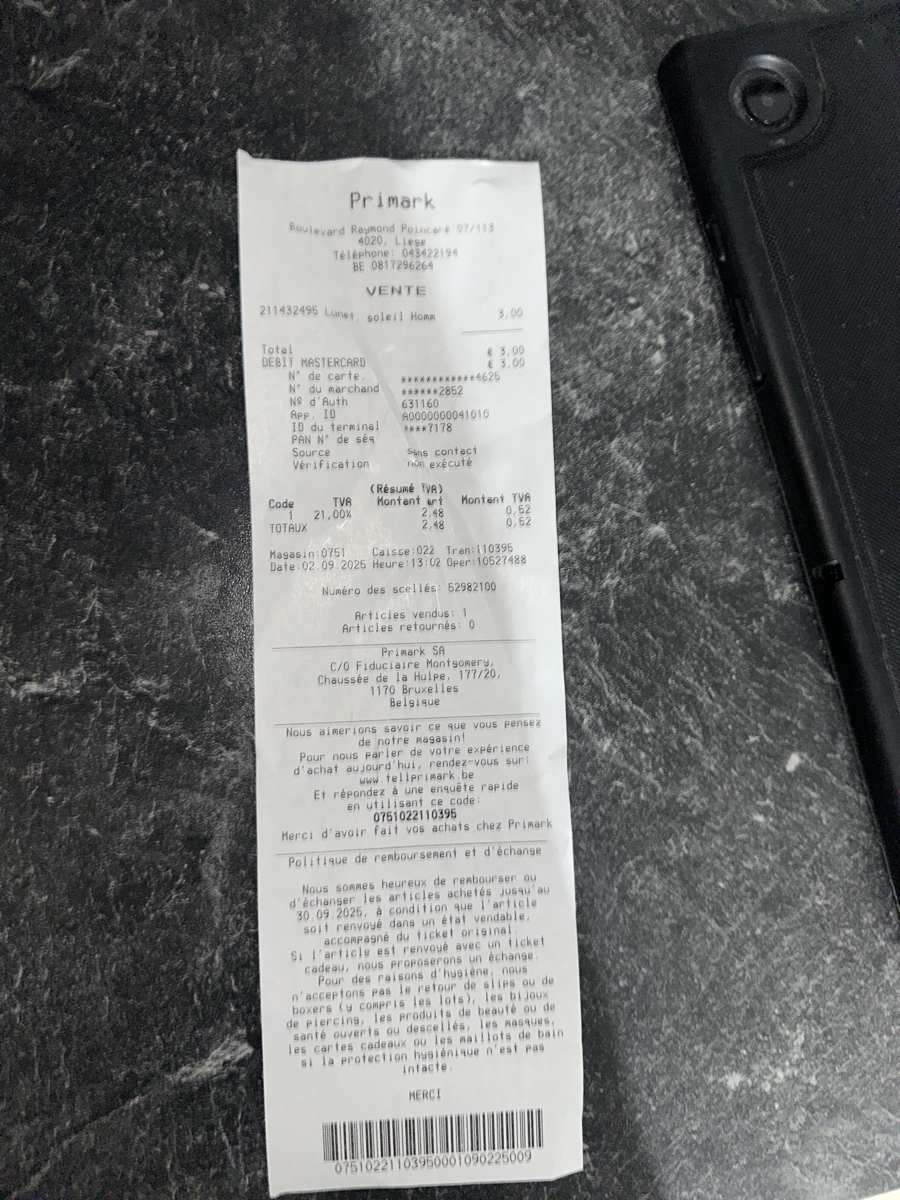 Primark
Boulevard Raymond Poincaré 07/113
4020, Liege
Téléphone: 043422194
BE 0817296264
VENTE
211432495 Lunet. soleil Homm 3,00
Total € 3,00
DEBIT MASTERCARD € 3,00
N° de carte. ************4625
N° du marchand ******2852
Nº d'Auth 631160
App. ID A0000000041010
ID du terminal ****7178
PAN N° de séq
Source Sans contact
Vérification non exécuté
(Résumé TVA)
Code TVA Montant Montant TVA
1 21,00% 2,48 0,52
TOTAUX 2,48 0,52
Magasin:0751 Caisse:022 Tran:110395
Date:02.09.2025 Heure:13:02 Oper:10527488
Numéro des scellés: 52982100
Articles vendus: 1
Articles retournés: 0
Primark SA
C/O Fiduciaire Montgomery,
Chaussée de la Hulpe, 177/20,
1170 Bruxelles
Belgique
Nous aimerions savoir ce que vous pensez
de notre magasin!
Pour nous parler de votre expérience
d'achat aujourd'hui, rendez-vous sur:
www.tellprimark.be
Et répondez à une enquête rapide
en utilisant ce code:
0751022110395
Merci d'avoir fait vos achats chez Primark
Politique de remboursement et d'échange
Nous sommes heureux de rembourser ou
d'échanger les articles achetés jusqu'au
30.09.2025, à condition que l'article
soit renvoyé dans un état vendable,
accompagné du ticket original.
Si l'article est renvoyé avec un ticket
cadeau, nous proposerons un échange.
Pour des raisons d'hygiène, nous
n'acceptons pas le retour de slips ou de
boxers (y compris les lots), les bijoux
de piercing, les produits de beauté ou de
santé ouverts ou descellés, les masques,
les cartes cadeaux ou les maillots de bain
si la protection hygiénique n'est pas
intacte.
MERCI
07510221103950001090225009